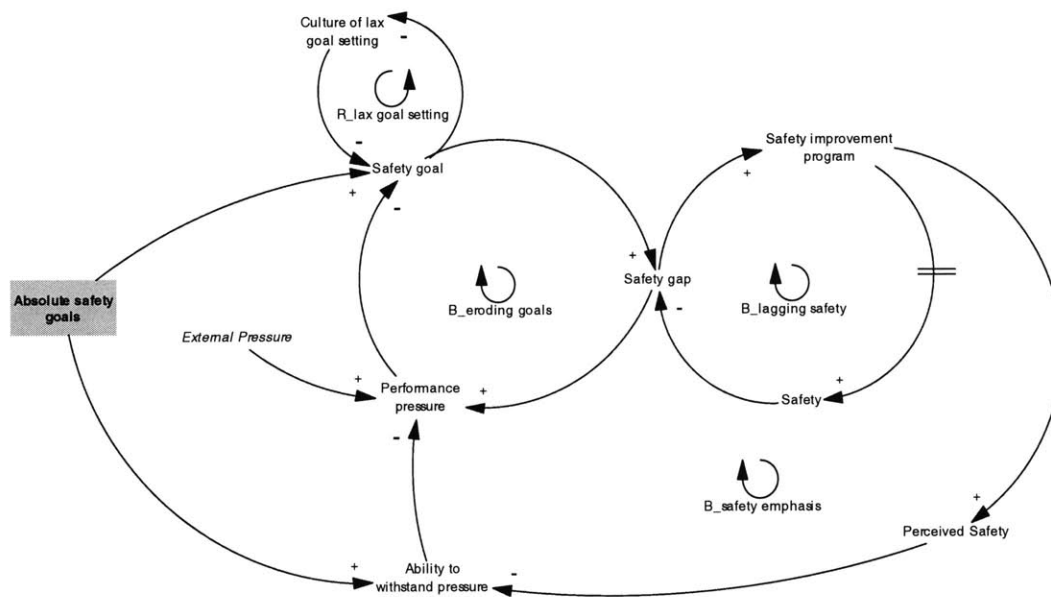 Culture of lax
goal setting
-
R_lax goal setting
-
Safety goal
+
-
Safety improvement
program
+
Absolute safety
goals
External Pressure
+
Safety gap
-
B_eroding goals
B_lagging safety
+
Performance
pressure
+
-
+
Safety
B_safety emphasis
+
Perceived Safety
+
Ability to
withstand pressure
-